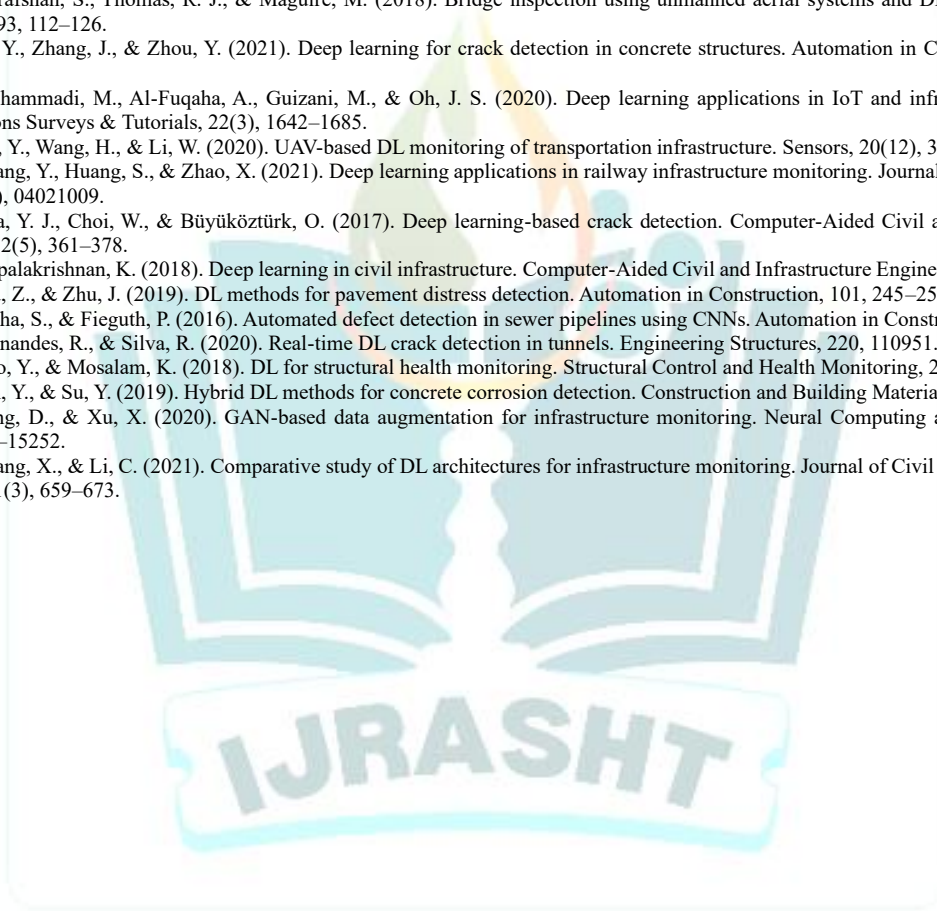 arshan, S., Thomas, R. J., & Maguire, M. (2018). Bridge inspection using unmanned aerial systems and D
93, 112–126.
Y., Zhang, J., & Zhou, Y. (2021). Deep learning for crack detection in concrete structures. Automation in C
hammadi, M., Al-Fuqaha, A., Guizani, M., & Oh, J. S. (2020). Deep learning applications in IoT and infr
ns Surveys & Tutorials, 22(3), 1642–1685.
, Y., Wang, H., & Li, W. (2020). UAV-based DL monitoring of transportation infrastructure. Sensors, 20(12), 3
ang, Y., Huang, S., & Zhao, X. (2021). Deep learning applications in railway infrastructure monitoring. Journal
), 04021009.
a, Y. J., Choi, W., & Büyüköztürk, O. (2017). Deep learning-based crack detection. Computer-Aided Civil a
2(5), 361–378.
palakrishnan, K. (2018). Deep learning in civil infrastructure. Computer-Aided Civil and Infrastructure Engine
, Z., & Zhu, J. (2019). DL methods for pavement distress detection. Automation in Construction, 101, 245–25
ha, S., & Fieguth, P. (2016). Automated defect detection in sewer pipelines using CNNs. Automation in Constr
nandes, R., & Silva, R. (2020). Real-time DL crack detection in tunnels. Engineering Structures, 220, 110951.
o, Y., & Mosalam, K. (2018). DL for structural health monitoring. Structural Control and Health Monitoring, 2
, Y., & Su, Y. (2019). Hybrid DL methods for concrete corrosion detection. Construction and Building Materia
ng, D., & Xu, X. (2020). GAN-based data augmentation for infrastructure monitoring. Neural Computing a
–15252.
ang, X., & Li, C. (2021). Comparative study of DL architectures for infrastructure monitoring. Journal of Civil
(3), 659–673.
IJRASHT